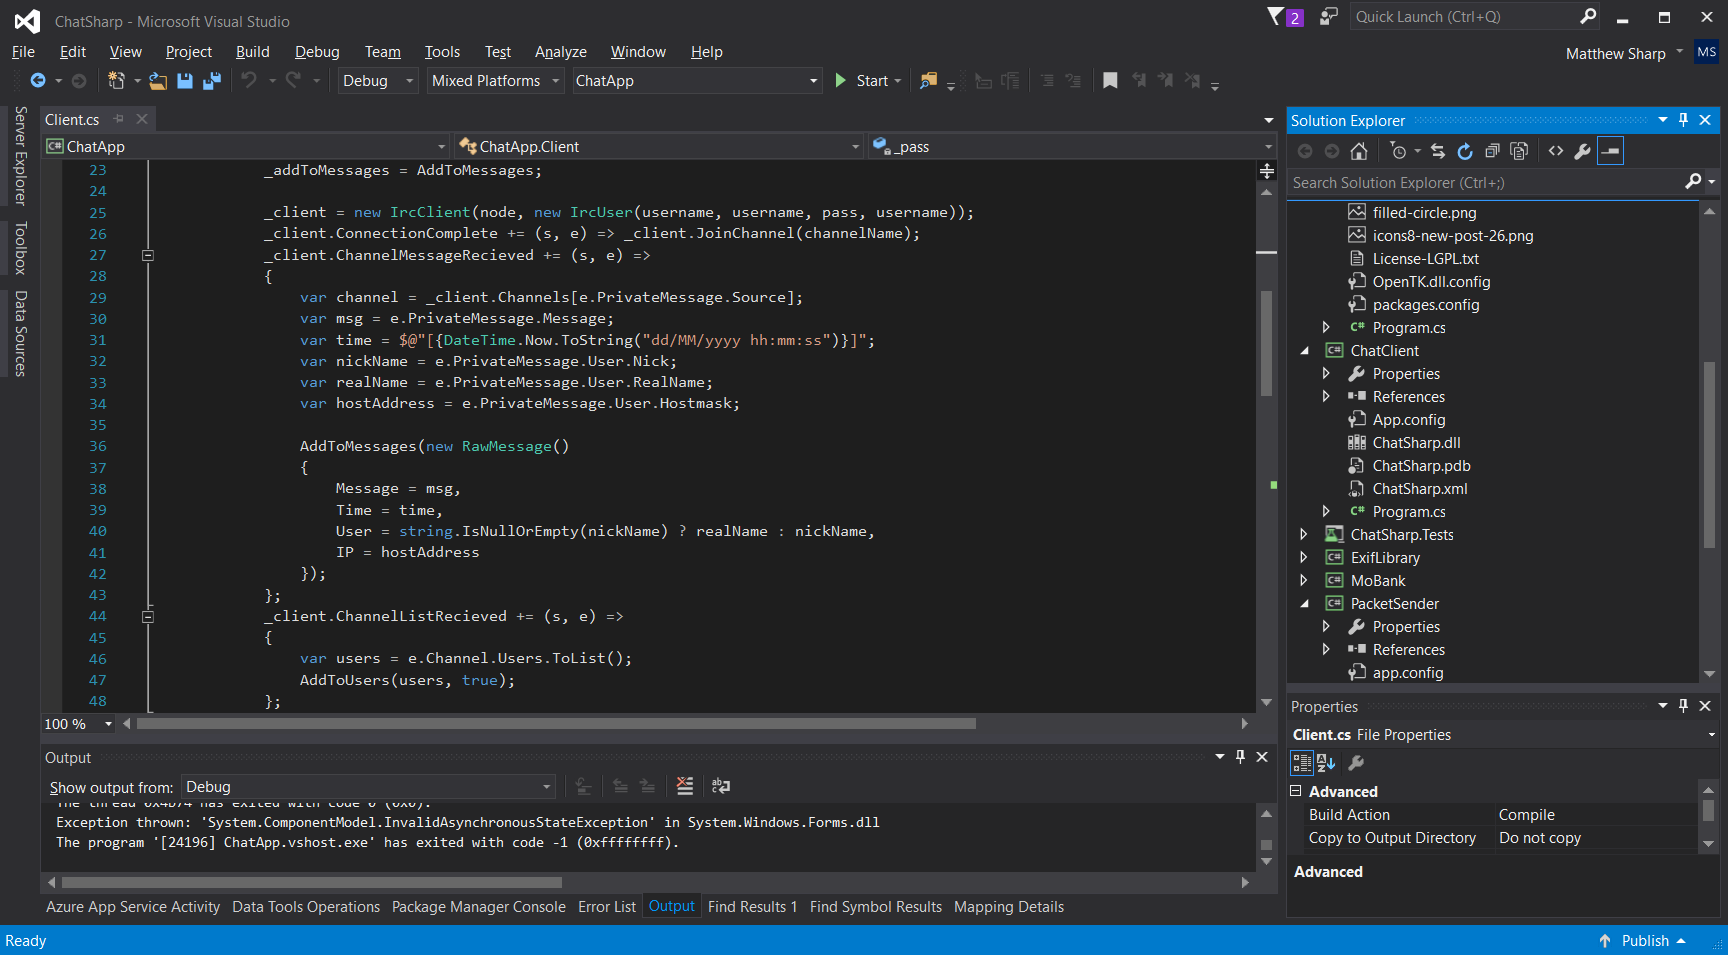 ChatSharp - Microsoft Visual Studio
2
Quick Launch (Ctrl+Q)
File Edit View Project Build Debug Team Tools Test Analyze Window Help
Matthew Sharp
MS
Debug
Mixed Platforms
ChatApp
Start
Server Explorer
Toolbox
Data Sources
Client.cs
C# ChatApp
ChatApp.Client
_pass
23 _addToMessages = AddToMessages;
24
25 _client = new IrcClient(node, new IrcUser(username, username, pass, username));
26 _client.ConnectionComplete += (s, e) => _client.JoinChannel(channelName);
27 _client.ChannelMessageRecieved += (s, e) =>
28 {
29 var channel = _client.Channels[e.PrivateMessage.Source];
30 var msg = e.PrivateMessage.Message;
31 var time = $@"[{DateTime.Now.ToString("dd/MM/yyyy hh:mm:ss")}]";
32 var nickName = e.PrivateMessage.User.Nick;
33 var realName = e.PrivateMessage.User.RealName;
34 var hostAddress = e.PrivateMessage.User.Hostmask;
35
36 AddToMessages(new RawMessage()
37 {
38 Message = msg,
39 Time = time,
40 User = string.IsNullOrEmpty(nickName) ? realName : nickName,
41 IP = hostAddress
42 });
43 };
44 _client.ChannelListRecieved += (s, e) =>
45 {
46 var users = e.Channel.Users.ToList();
47 AddToUsers(users, true);
48 };
100 %
Output
Show output from: Debug
The thread 0x4D74 has exited with code 0 (0x0).
Exception thrown: 'System.ComponentModel.InvalidAsynchronousStateException' in System.Windows.Forms.dll
The program '[24196] ChatApp.vshost.exe' has exited with code -1 (0xffffffff).
Azure App Service Activity Data Tools Operations Package Manager Console Error List Output Find Results 1 Find Symbol Results Mapping Details
Solution Explorer
Search Solution Explorer (Ctrl+;)
filled-circle.png
icons8-new-post-26.png
License-LGPL.txt
OpenTK.dll.config
packages.config
C# Program.cs
C# ChatClient
Properties
References
App.config
ChatSharp.dll
ChatSharp.pdb
ChatSharp.xml
C# Program.cs
ChatSharp.Tests
C# ExifLibrary
C# MoBank
C# PacketSender
Properties
References
app.config
Properties
Client.cs File Properties
Advanced
Build Action Compile
Copy to Output Directory Do not copy
Advanced
Ready
Publish